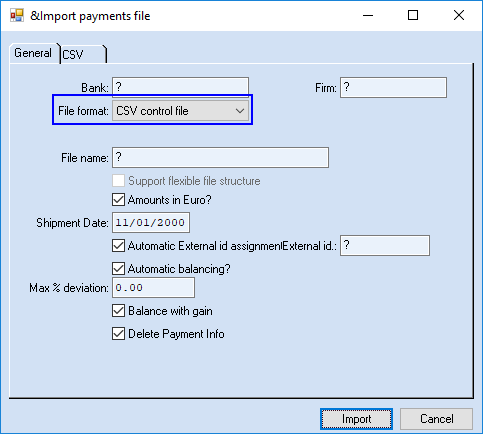 &Import payments file
General CSV
Bank: ? Firm: ?
File format: CSV control file
File name: ?
Support flexible file structure
Amounts in Euro?
Shipment Date: 11/01/2000
Automatic External id assignmentExternal id.: ?
Automatic balancing?
Max % deviation: 0.00
Balance with gain
Delete Payment Info
Import Cancel